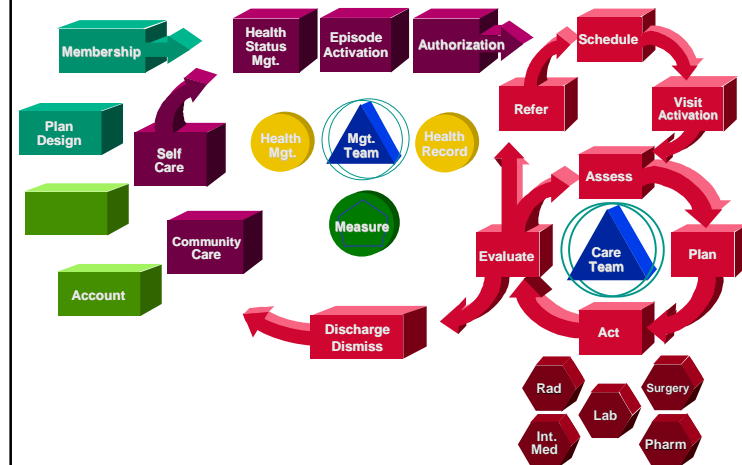 Membership
Health
Status
Mgt.
Episode
Activation
Authorization
Schedule
Refer
Visit
Activation
Plan
Design
Self
Care
Health
Mgt.
Mgt.
Team
Health
Record
Assess
Measure
Community
Care
Evaluate
Care
Team
Plan
Account
Discharge
Dismiss
Act
Rad
Surgery
Lab
Int.
Med
Pharm